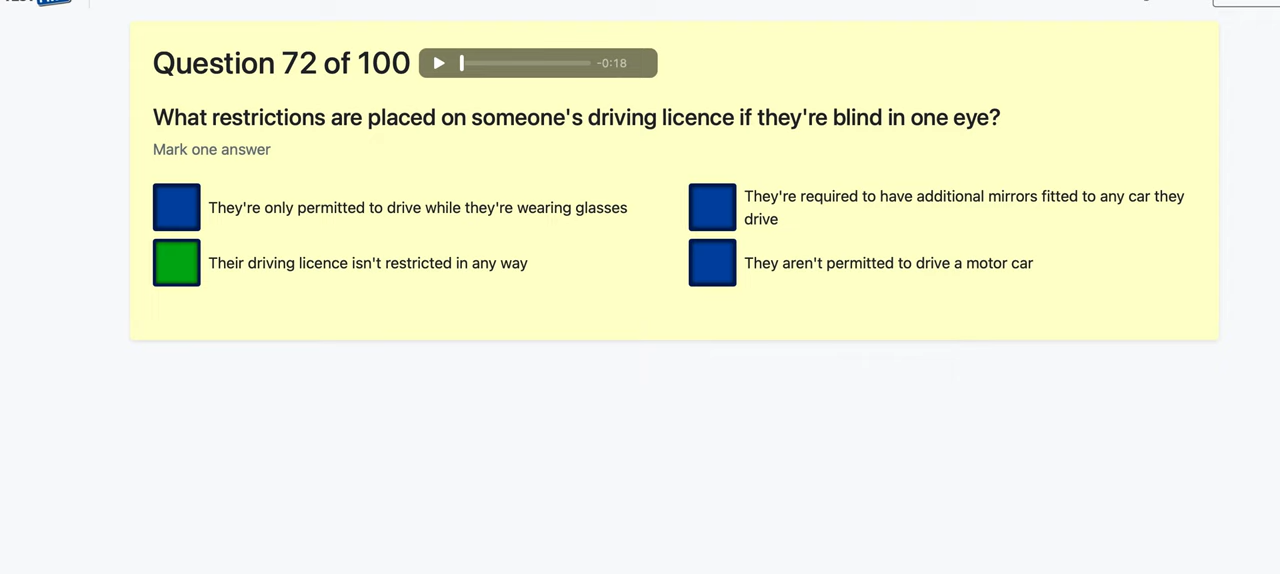 Question 72 of 100
-0:18
What restrictions are placed on someone's driving licence if they're blind in one eye?
Mark one answer
They're only permitted to drive while they're wearing glasses
They're required to have additional mirrors fitted to any car they
drive
Their driving licence isn't restricted in any way
They aren't permitted to drive a motor car